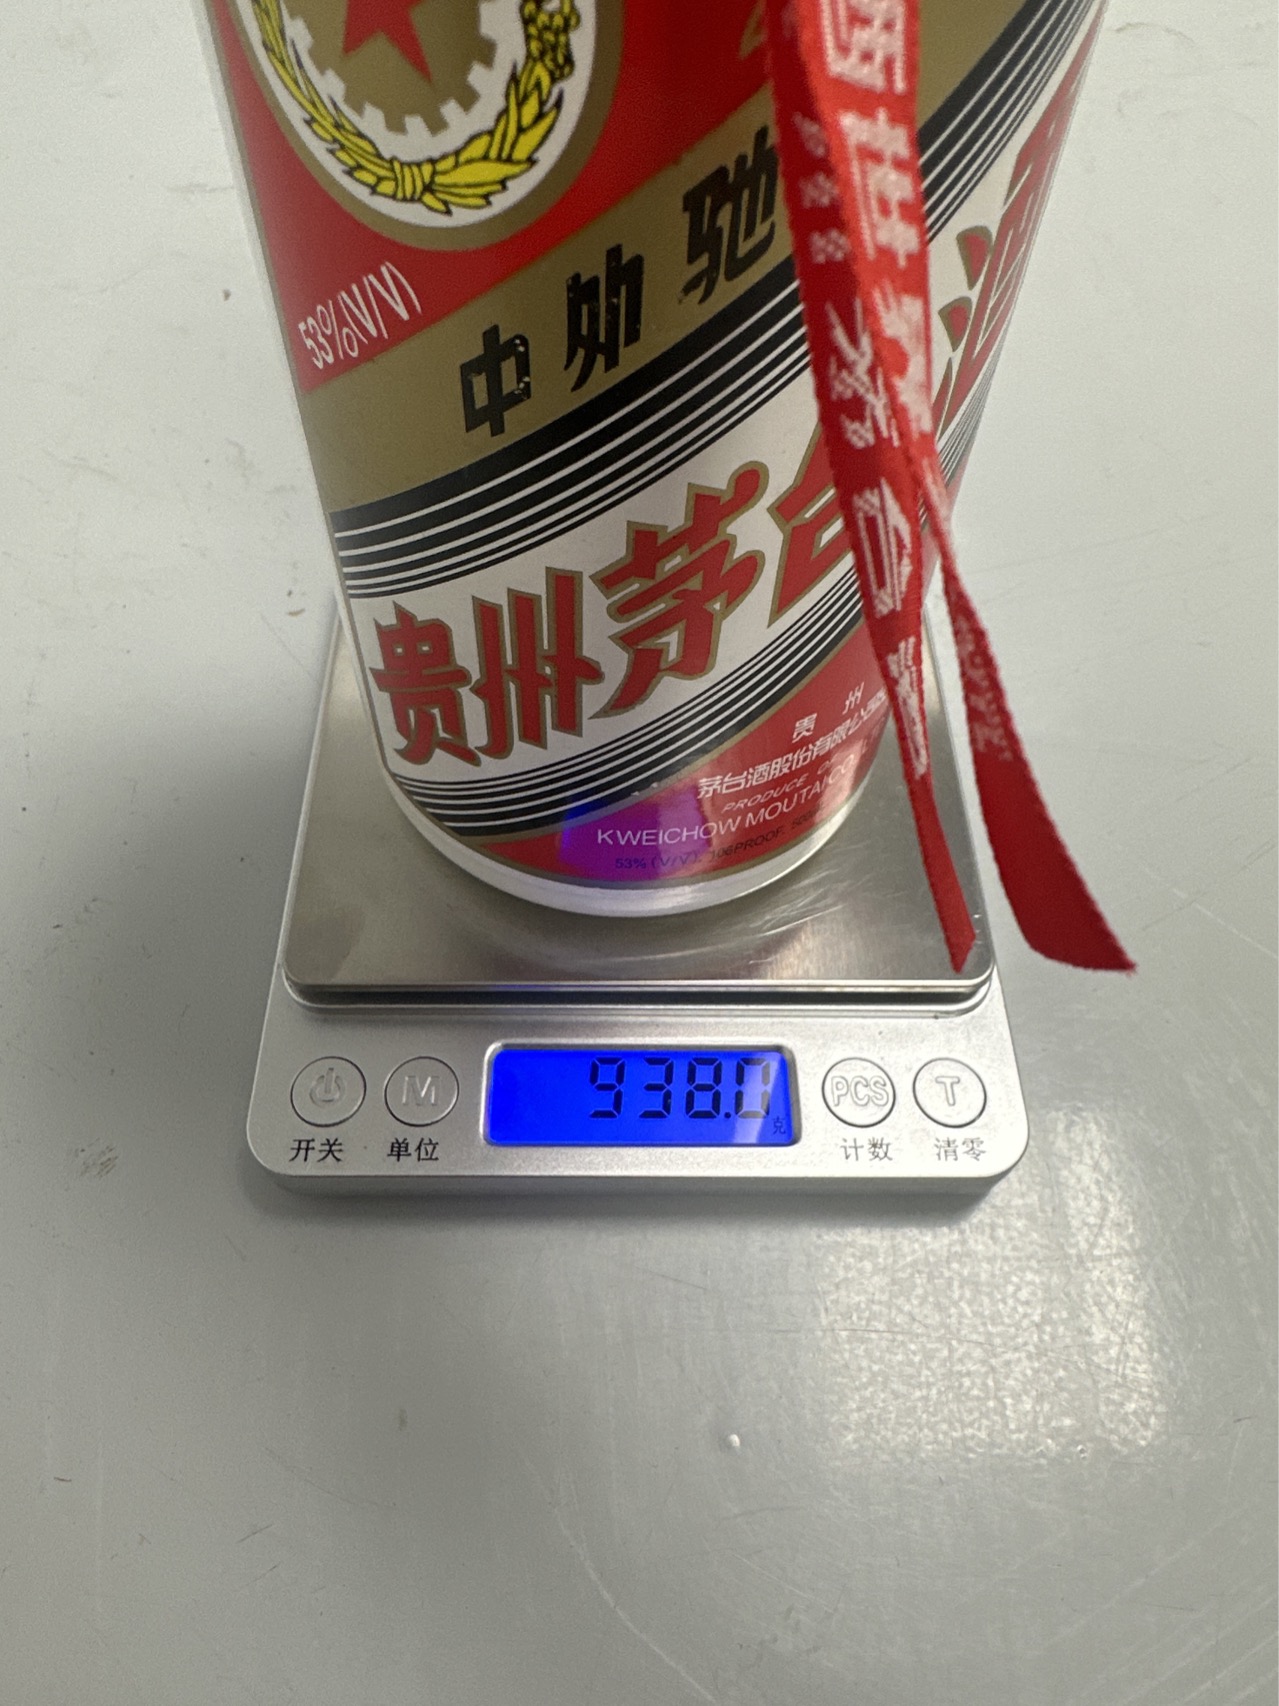 53%(V/V)
中外驰
贵州茅台酒
贵 州
茅台酒股份有限公司
PRODUCE OF
KWEICHOW MOUTAI CO
53% (V/V). 106PROOF. 500
938.0
克
M
PCS
T
开关
单位
计数
清零